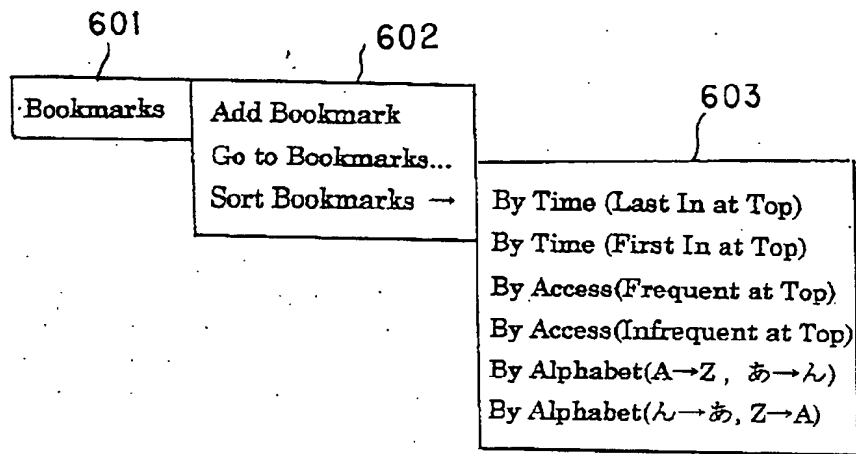 601
602
603
Bookmarks
Add Bookmark
Go to Bookmarks...
Sort Bookmarks →
By Time (Last In at Top)
By Time (First In at Top)
By Access(Frequent at Top)
By Access(Infrequent at Top)
By Alphabet(A→Z, あ→ん)
By Alphabet(ん→あ, Z→A)